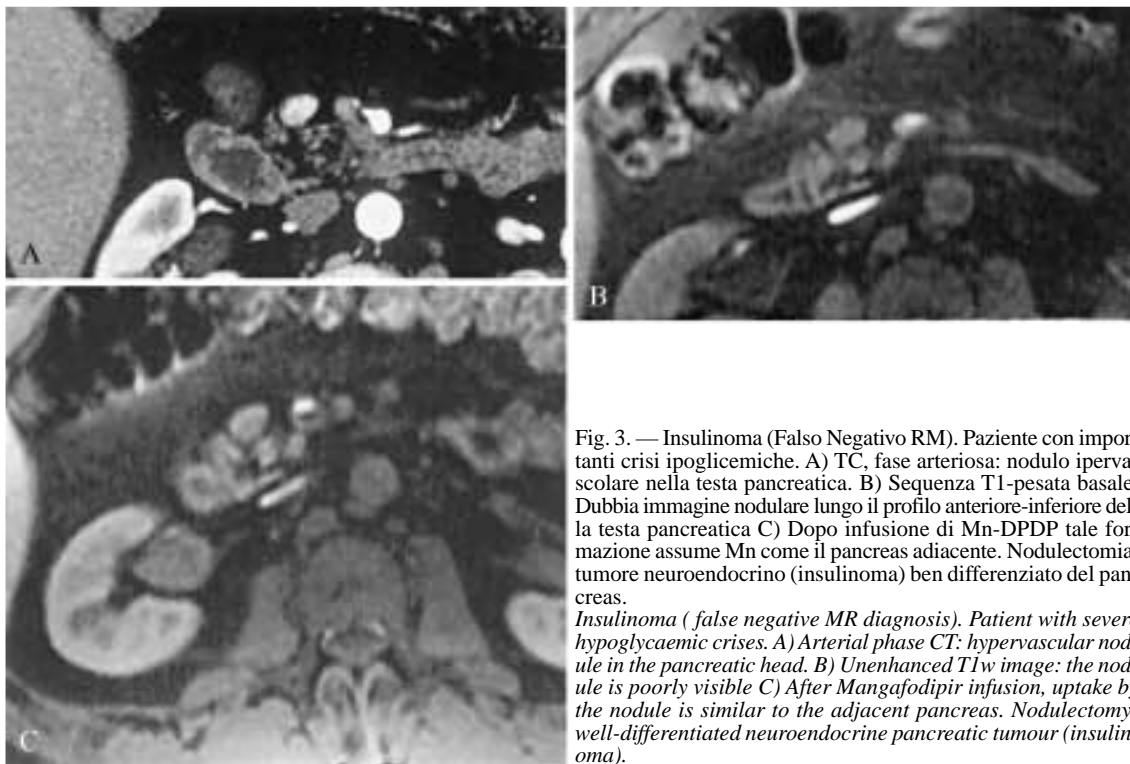 A
B
C
Fig. 3. — Insulinoma (Falso Negativo RM). Paziente con impor
tanti crisi ipoglicemiche. A) TC, fase arteriosa: nodulo iperva
scolare nella testa pancreatica. B) Sequenza T1-pesata basale
Dubbia immagine nodulare lungo il profilo anteriore-inferiore del
la testa pancreatica C) Dopo infusione di Mn-DPDP tale for
mazione assume Mn come il pancreas adiacente. Nodulectomia
tumore neuroendocrino (insulinoma) ben differenziato del pan
creas.
Insulinoma ( false negative MR diagnosis). Patient with sever
hypoglycaemic crises. A) Arterial phase CT: hypervascular nod
ule in the pancreatic head. B) Unenhanced T1w image: the nod
ule is poorly visible C) After Mangafodipir infusion, uptake by
the nodule is similar to the adjacent pancreas. Nodulectomy
well-differentiated neuroendocrine pancreatic tumour (insulin
oma).